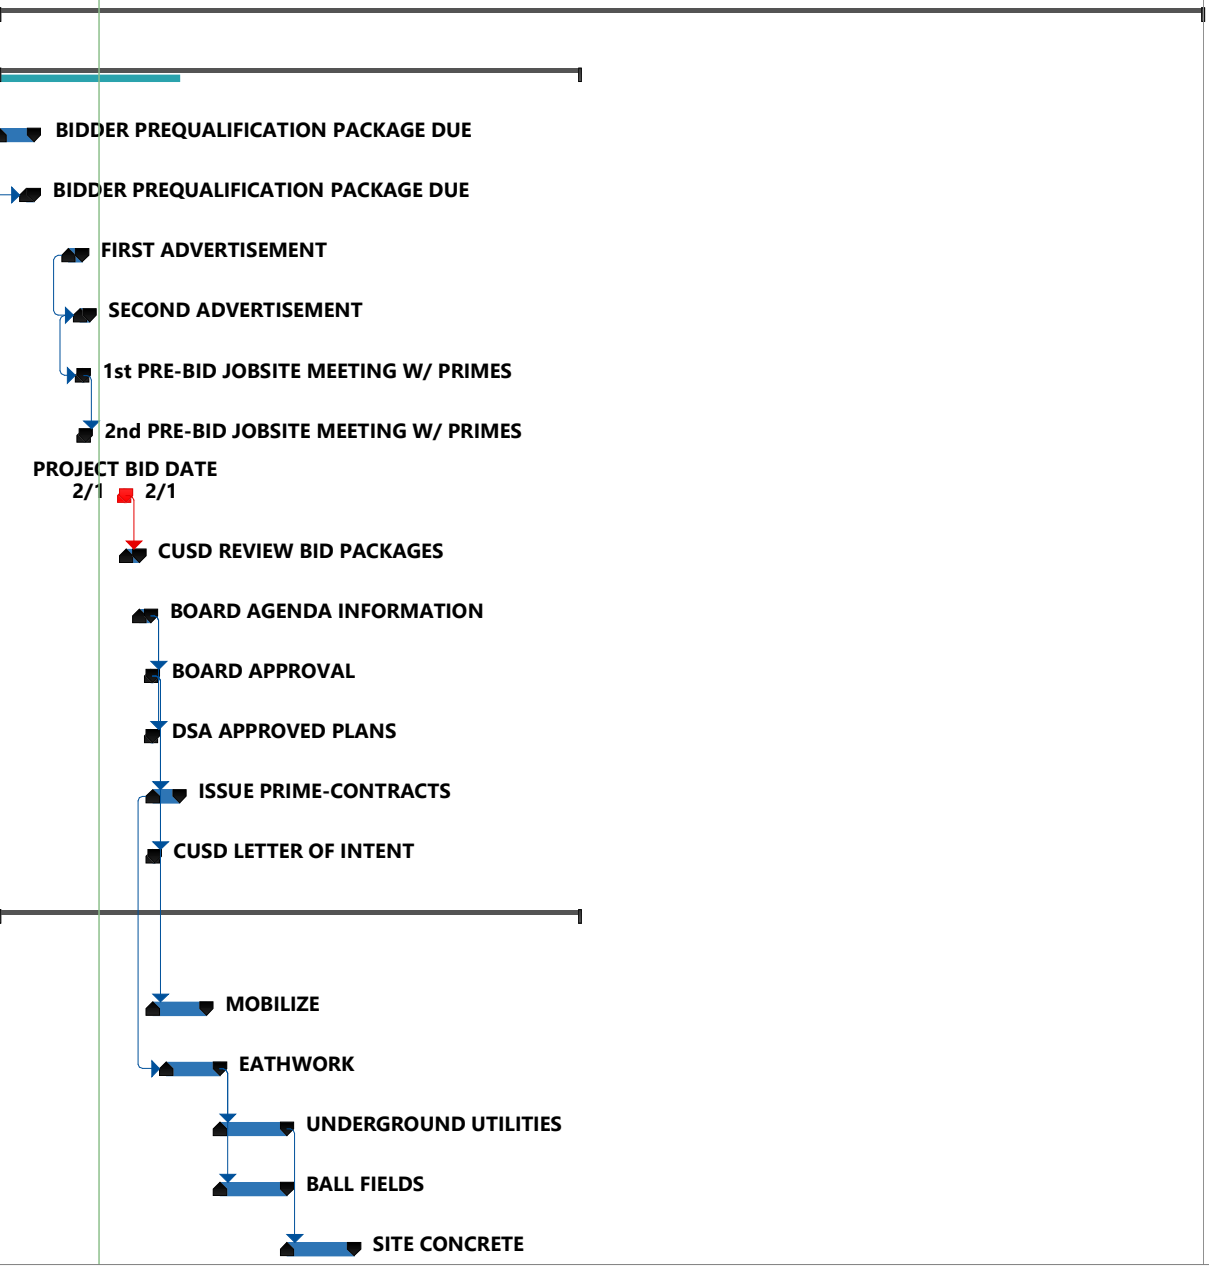 BIDDER PREQUALIFICATION PACKAGE DUE
BIDDER PREQUALIFICATION PACKAGE DUE
FIRST ADVERTISEMENT
SECOND ADVERTISEMENT
1st PRE-BID JOBSITE MEETING W/ PRIMES
2nd PRE-BID JOBSITE MEETING W/ PRIMES
PROJECT BID DATE
2/1 2/1
CUSD REVIEW BID PACKAGES
BOARD AGENDA INFORMATION
BOARD APPROVAL
DSA APPROVED PLANS
ISSUE PRIME-CONTRACTS
CUSD LETTER OF INTENT
MOBILIZE
EATHWORK
UNDERGROUND UTILITIES
BALL FIELDS
SITE CONCRETE